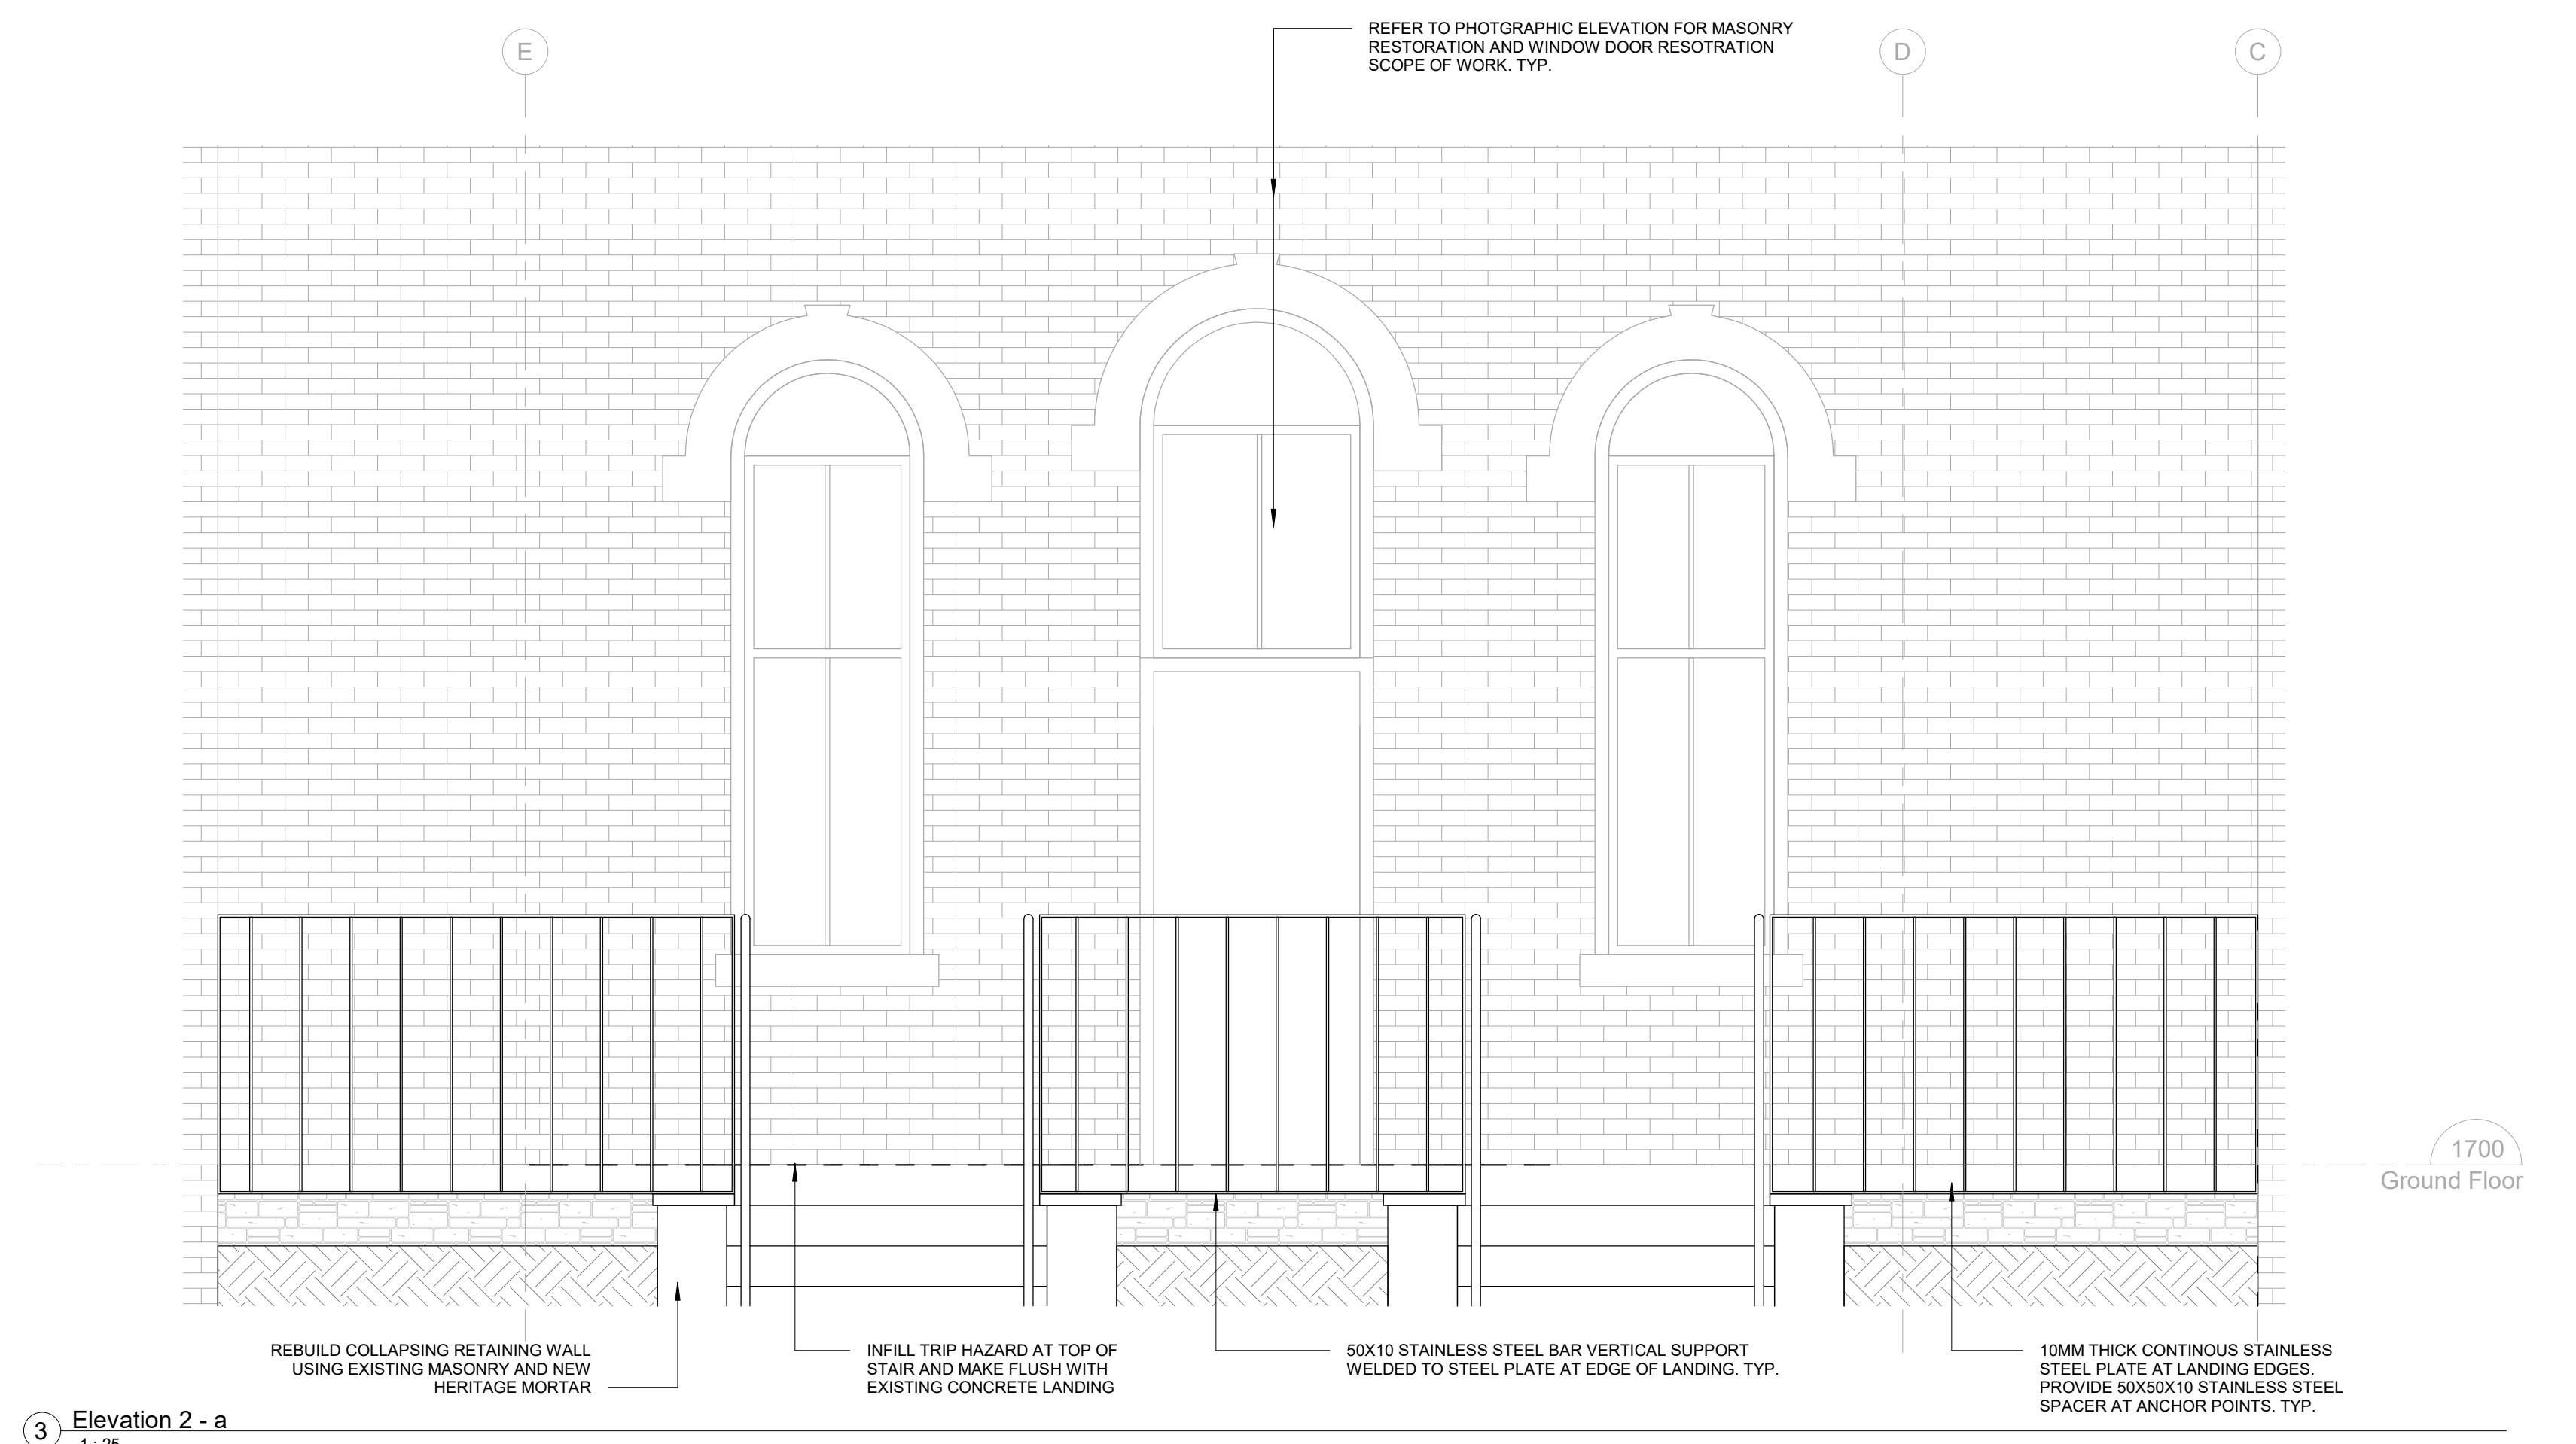 E
REFER TO PHOTGRAPHIC ELEVATION FOR MASONRY
RESTORATION AND WINDOW DOOR RESOTRATION
SCOPE OF WORK. TYP.
D
C
1700
Ground Floor
REBUILD COLLAPSING RETAINING WALL
USING EXISTING MASONRY AND NEW
HERITAGE MORTAR
INFILL TRIP HAZARD AT TOP OF
STAIR AND MAKE FLUSH WITH
EXISTING CONCRETE LANDING
50X10 STAINLESS STEEL BAR VERTICAL SUPPORT
WELDED TO STEEL PLATE AT EDGE OF LANDING. TYP.
10MM THICK CONTINOUS STAINLESS
STEEL PLATE AT LANDING EDGES.
PROVIDE 50X50X10 STAINLESS STEEL
SPACER AT ANCHOR POINTS. TYP.
3
Elevation 2 - a
1 : 25